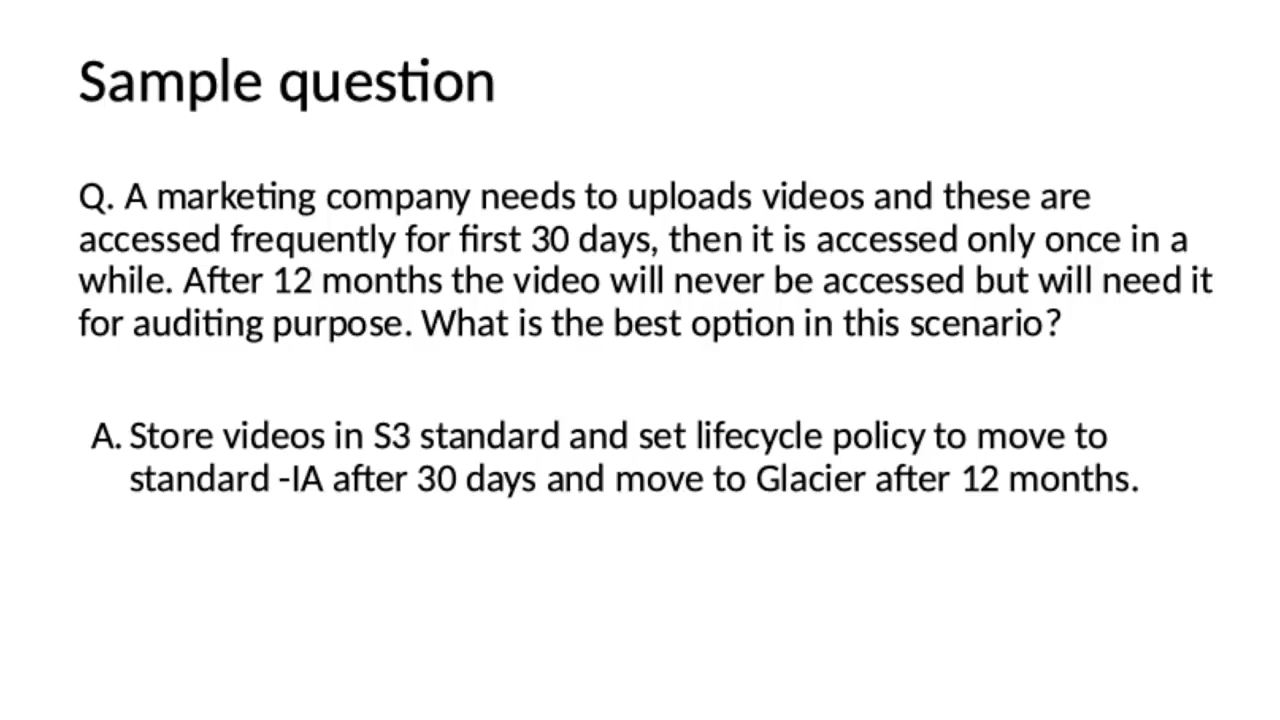 Sample question
Q. A marketing company needs to uploads videos and these are
accessed frequently for first 30 days, then it is accessed only once in a
while. After 12 months the video will never be accessed but will need it
for auditing purpose. What is the best option in this scenario?
A. Store videos in S3 standard and set lifecycle policy to move to
standard -IA after 30 days and move to Glacier after 12 months.